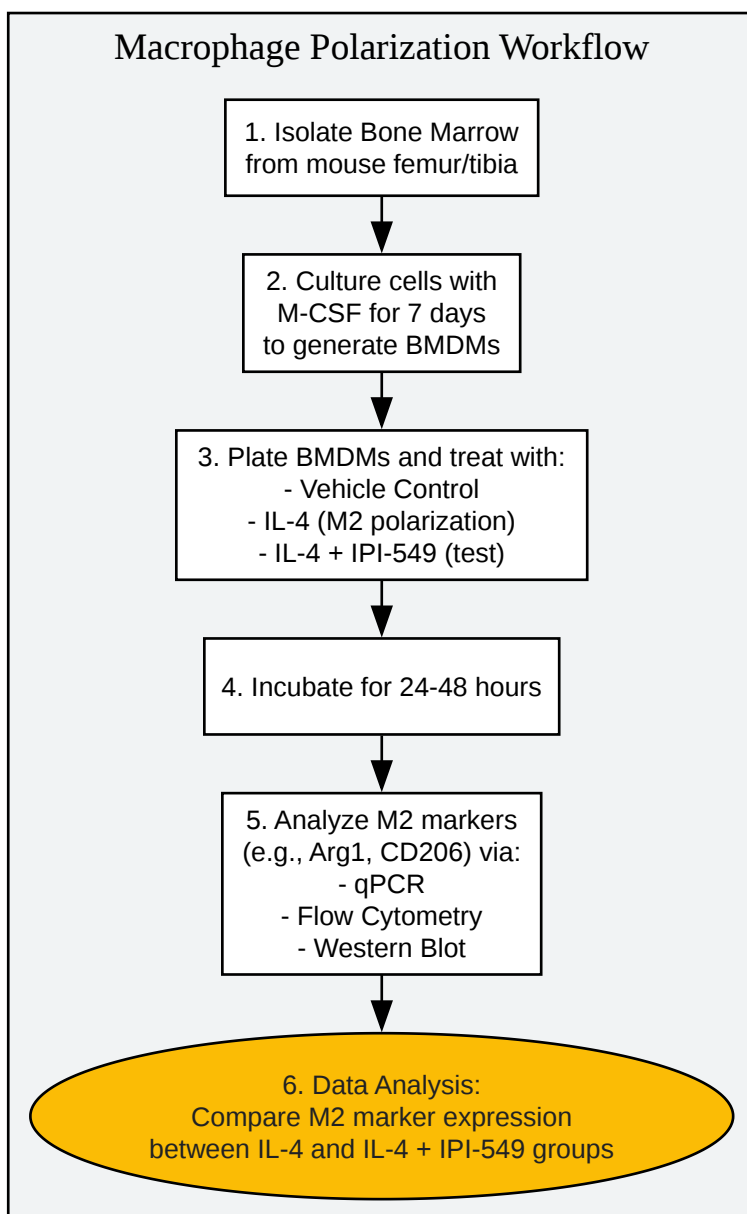 Macrophage Polarization Workflow
1. Isolate Bone Marrow
from mouse femur/tibia
2. Culture cells with
M-CSF for 7 days
to generate BMDMs
3. Plate BMDMs and treat with:
- Vehicle Control
- IL-4 (M2 polarization)
- IL-4 + IPI-549 (test)
4. Incubate for 24-48 hours
5. Analyze M2 markers
(e.g., Arg1, CD206) via:
- qPCR
- Flow Cytometry
- Western Blot
6. Data Analysis:
Compare M2 marker expression
between IL-4 and IL-4 + IPI-549 groups